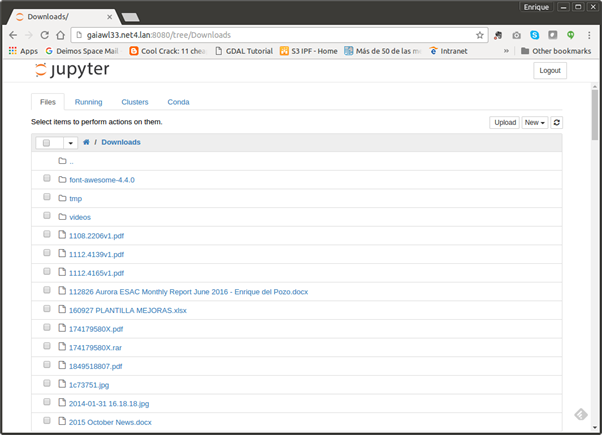 Enrique
Downloads/
gaiawl33.net4.lan:8080/tree/Downloads
Apps Deimos Space Mail Cool Crack: 11 chea GDAL Tutorial S3 IPF - Home Más de 50 de las m Intranet » Other bookmarks
jupyter Logout
Files Running Clusters Conda
Select items to perform actions on them. Upload New
/ Downloads
..
font-awesome-4.4.0
tmp
videos
1108.2206v1.pdf
1112.4139v1.pdf
1112.4165v1.pdf
112826 Aurora ESAC Monthly Report June 2016 - Enrique del Pozo.docx
160927 PLANTILLA MEJORAS.xlsx
174179580X.pdf
174179580X.rar
1849518807.pdf
1c73751.jpg
2014-01-31 16.18.18.jpg
2015 October News.docx